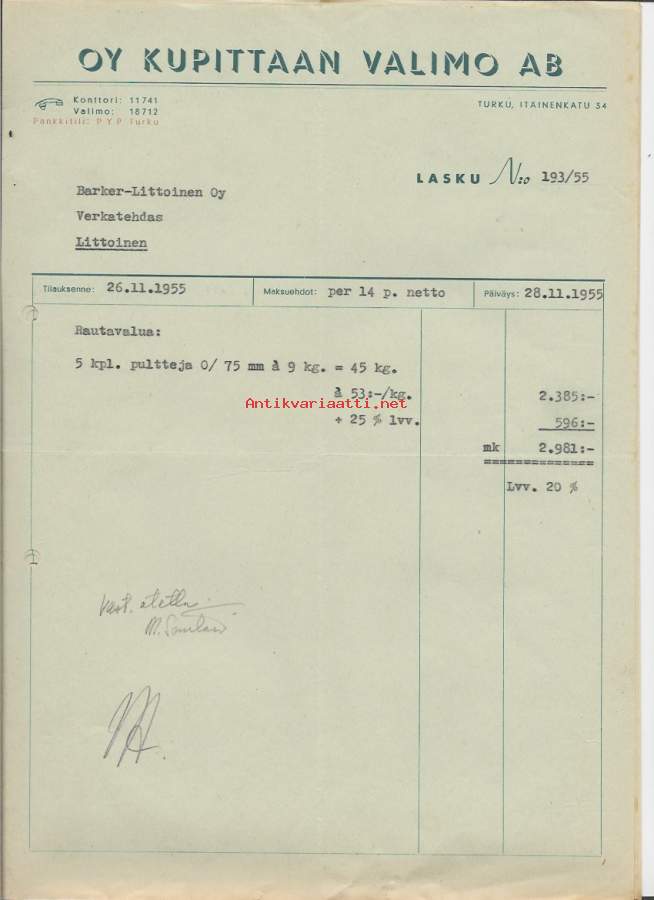 OY KUPITTAAN VALIMO AB
Konttori: 11741
Valimo: 18712
Pankkitili: P Y P Turku
TURKU, ITÄINENKATU 34
LASKU N:o 193/55
Barker-Littoinen Oy
Verkatehdas
Littoinen
Tilauksenne: 26.11.1955 Maksuehdot: per 14 p. netto Päiväys: 28.11.1955
Rautavalua:
5 kpl. pultteja O/ 75 mm à 9 kg. = 45 kg.
à 53:-/kg. 2.385:-
Antikvariaatti.net
+ 25 % lvv. 596:-
mk 2.981:-
Lvv. 20 %
M.